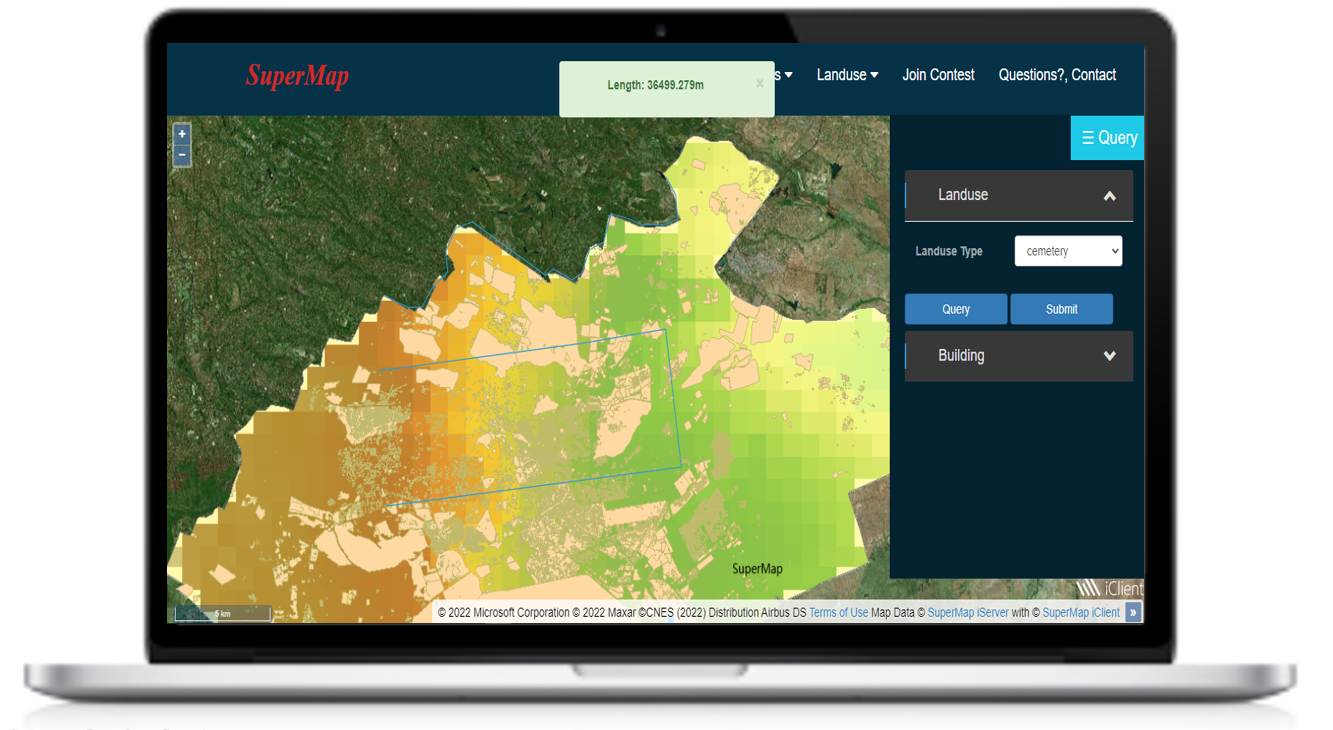 SuperMap
Length: 36499.279m
×
s
Landuse
Join Contest
Questions?, Contact
+
−
☰ Query
Landuse
Landuse Type
cemetery
Query
Submit
Building
SuperMap
iClient
5 km
© 2022 Microsoft Corporation © 2022 Maxar ©CNES (2022) Distribution Airbus DS Terms of Use Map Data © SuperMap iServer with © SuperMap iClient
»